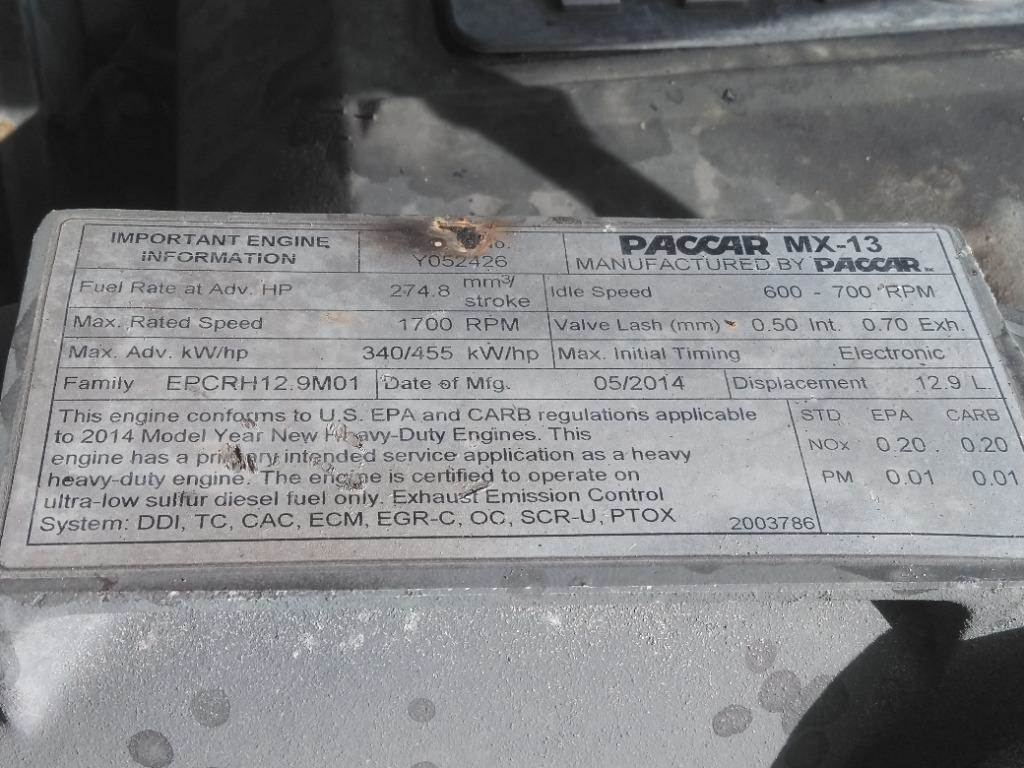 IMPORTANT ENGINE
INFORMATION
No.
Y052426
PACCAR MX-13
MANUFACTURED BY PACCAR
Fuel Rate at Adv. HP 274.8 mm³/
stroke
Idle Speed 600 - 700 RPM
Max. Rated Speed 1700 RPM
Valve Lash (mm) 0.50 Int. 0.70 Exh.
Max. Adv. kW/hp 340/455 kW/hp
Max. Initial Timing Electronic
Family EPCRH12.9M01
Date of Mfg. 05/2014
Displacement 12.9 L.
This engine conforms to U.S. EPA and CARB regulations applicable
to 2014 Model Year New Heavy-Duty Engines. This
engine has a primary intended service application as a heavy
heavy-duty engine. The engine is certified to operate on
ultra-low sulfur diesel fuel only. Exhaust Emission Control
System: DDI, TC, CAC, ECM, EGR-C, OC, SCR-U, PTOX
2003786
STD EPA CARB
NOx 0.20 0.20
PM 0.01 0.01